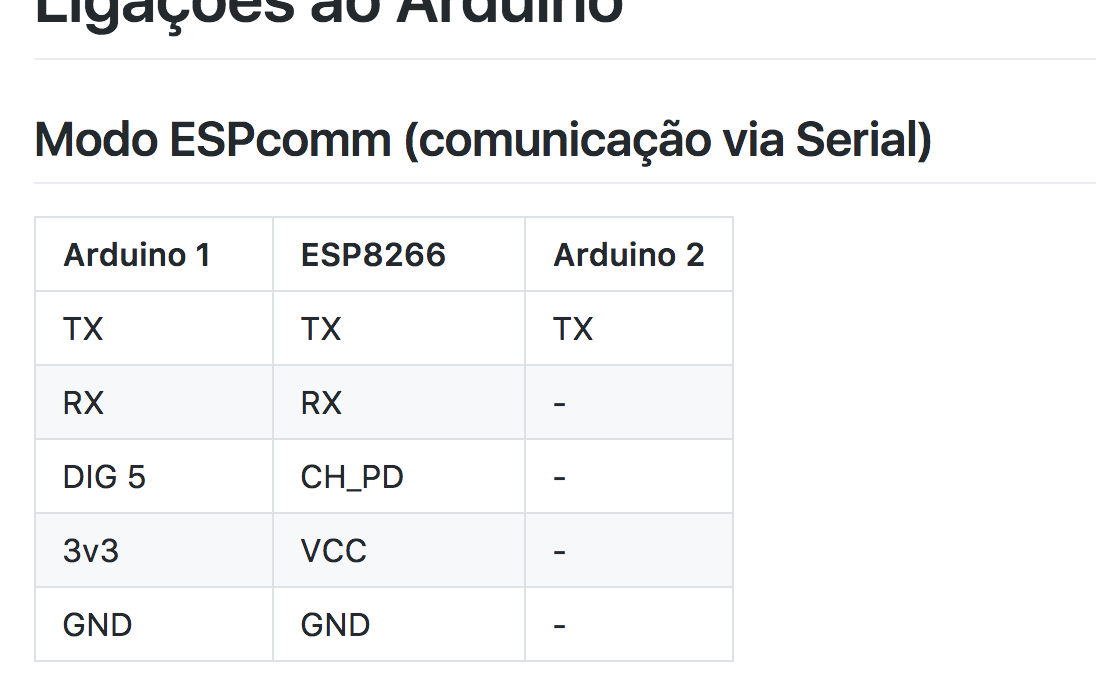 Ligações ao Arduino
Modo ESPcomm (comunicação via Serial)
Arduino 1 ESP8266 Arduino 2
TX TX TX
RX RX -
DIG 5 CH_PD -
3v3 VCC -
GND GND -